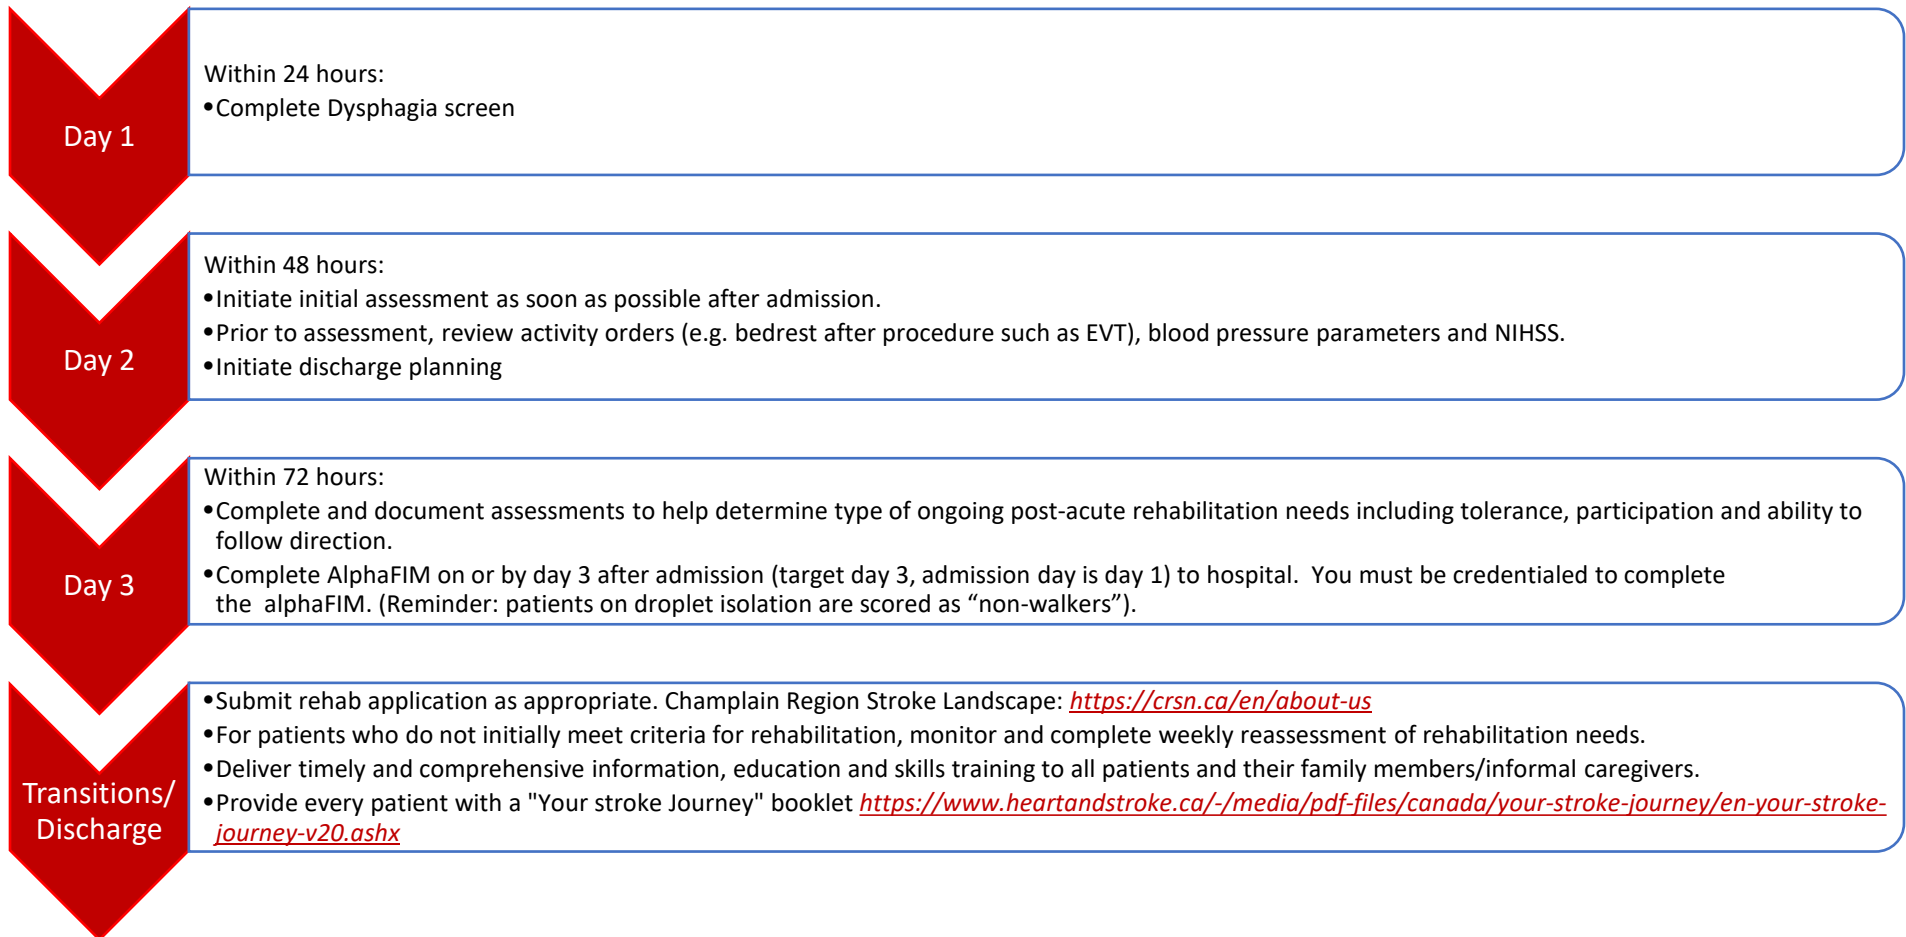 Day 1
Within 24 hours:
•Complete Dysphagia screen
Day 2
Within 48 hours:
•Initiate initial assessment as soon as possible after admission.
•Prior to assessment, review activity orders (e.g. bedrest after procedure such as EVT), blood pressure parameters and NIHSS.
•Initiate discharge planning
Day 3
Within 72 hours:
•Complete and document assessments to help determine type of ongoing post-acute rehabilitation needs including tolerance, participation and ability to
follow direction.
•Complete AlphaFIM on or by day 3 after admission (target day 3, admission day is day 1) to hospital.  You must be credentialed to complete
the  alphaFIM. (Reminder: patients on droplet isolation are scored as “non-walkers”).
Transitions/
Discharge
•Submit rehab application as appropriate. Champlain Region Stroke Landscape: https://crsn.ca/en/about-us
•For patients who do not initially meet criteria for rehabilitation, monitor and complete weekly reassessment of rehabilitation needs.
•Deliver timely and comprehensive information, education and skills training to all patients and their family members/informal caregivers.
•Provide every patient with a "Your stroke Journey" booklet https://www.heartandstroke.ca/-/media/pdf-files/canada/your-stroke-journey/en-your-stroke-
journey-v20.ashx